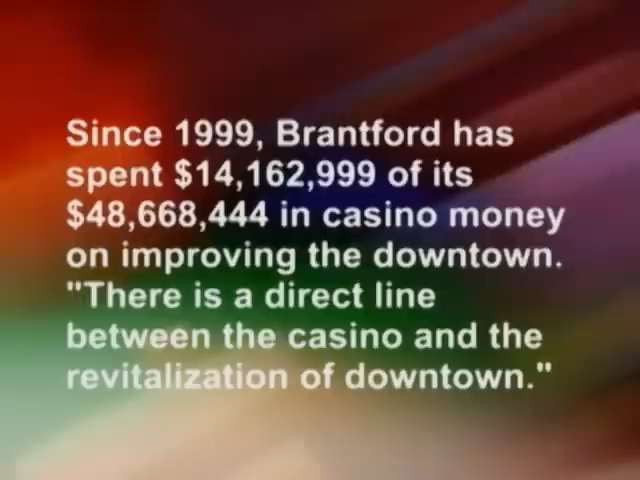 Since 1999, Brantford has
spent $14,162,999 of its
$48,668,444 in casino money
on improving the downtown.
"There is a direct line
between the casino and the
revitalization of downtown."